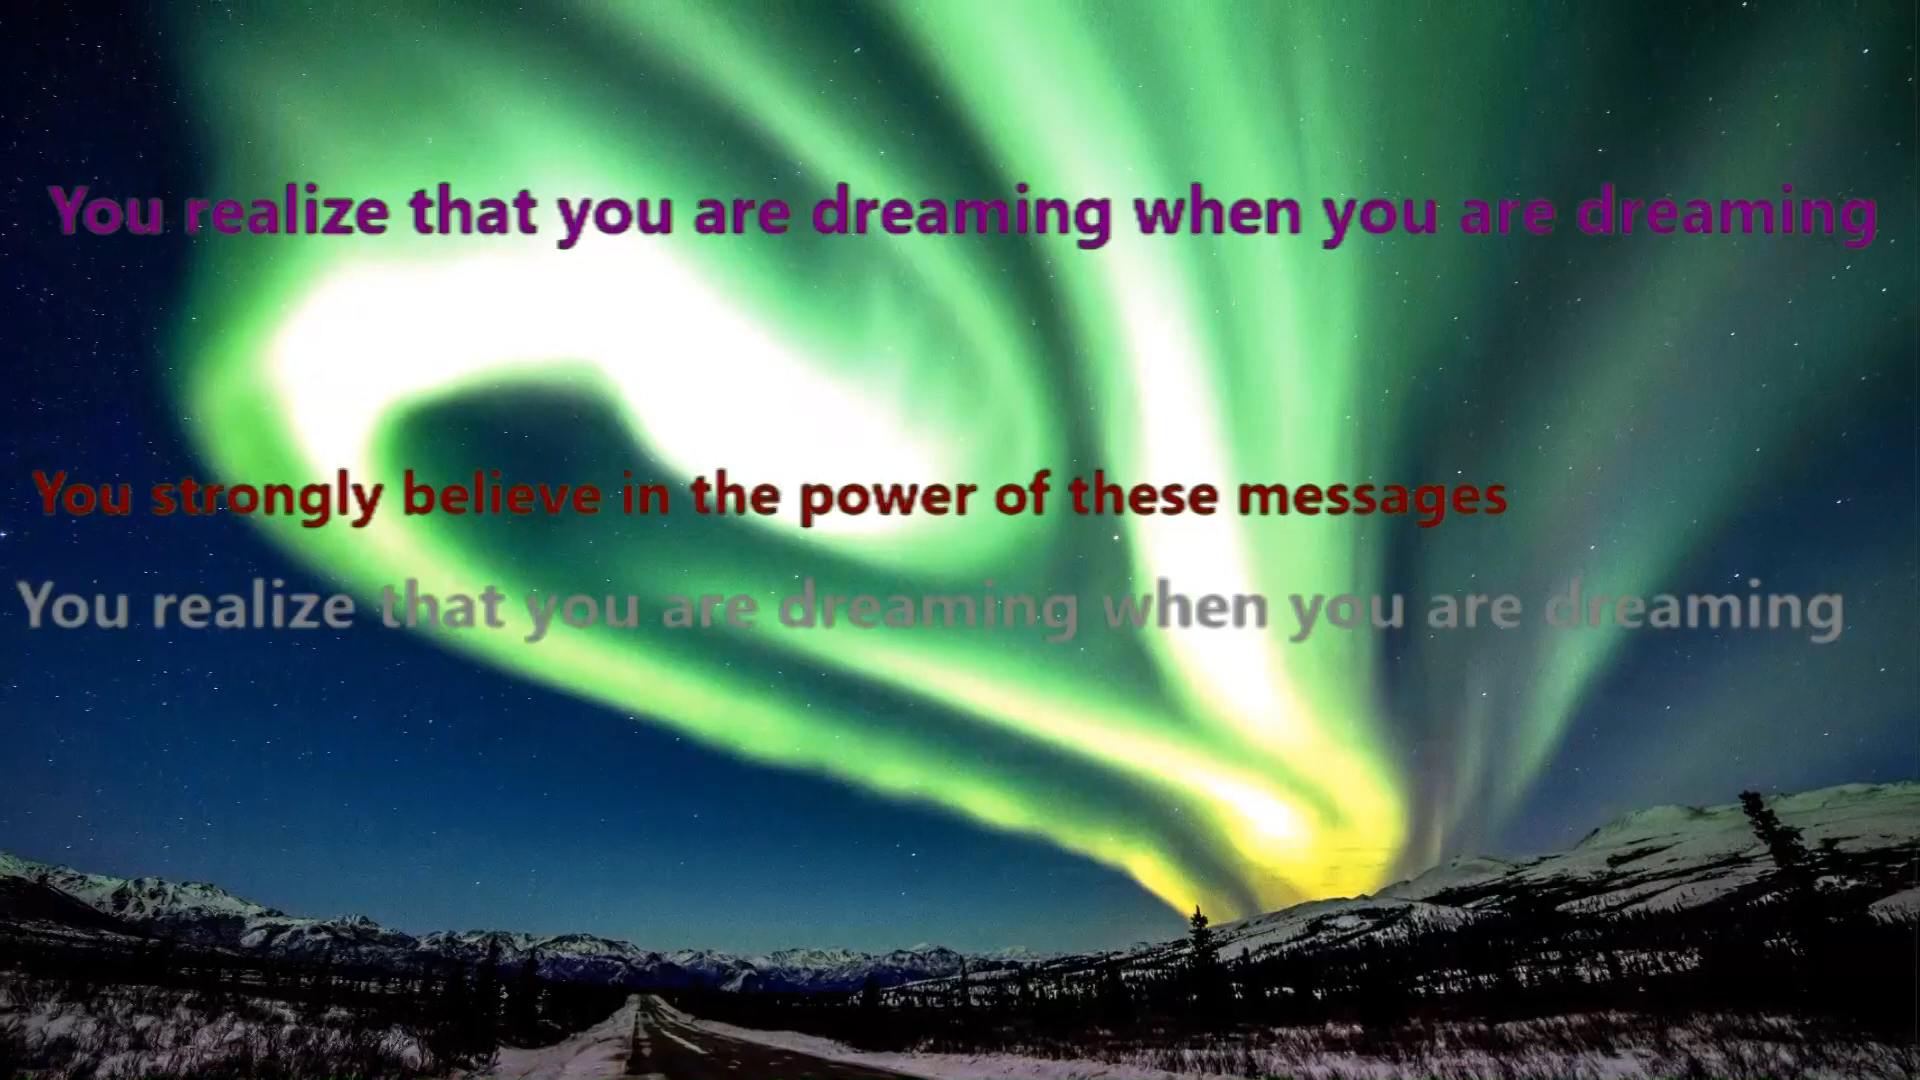 You realize that you are dreaming when you are dreaming
You strongly believe in the power of these messages
You realize that you are dreaming when you are dreaming